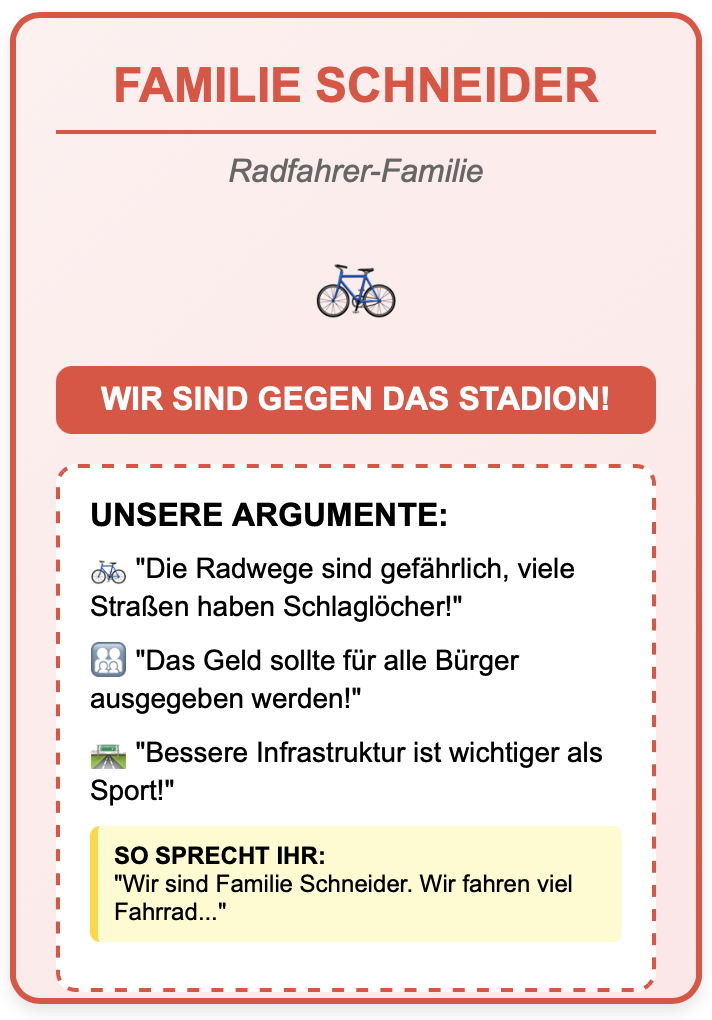 FAMILIE SCHNEIDER
Radfahrer-Familie
WIR SIND GEGEN DAS STADION!
UNSERE ARGUMENTE:
"Die Radwege sind gefährlich, viele
Straßen haben Schlaglöcher!"
"Das Geld sollte für alle Bürger
ausgegeben werden!"
"Bessere Infrastruktur ist wichtiger als
Sport!"
SO SPRECHT IHR:
"Wir sind Familie Schneider. Wir fahren viel
Fahrrad..."